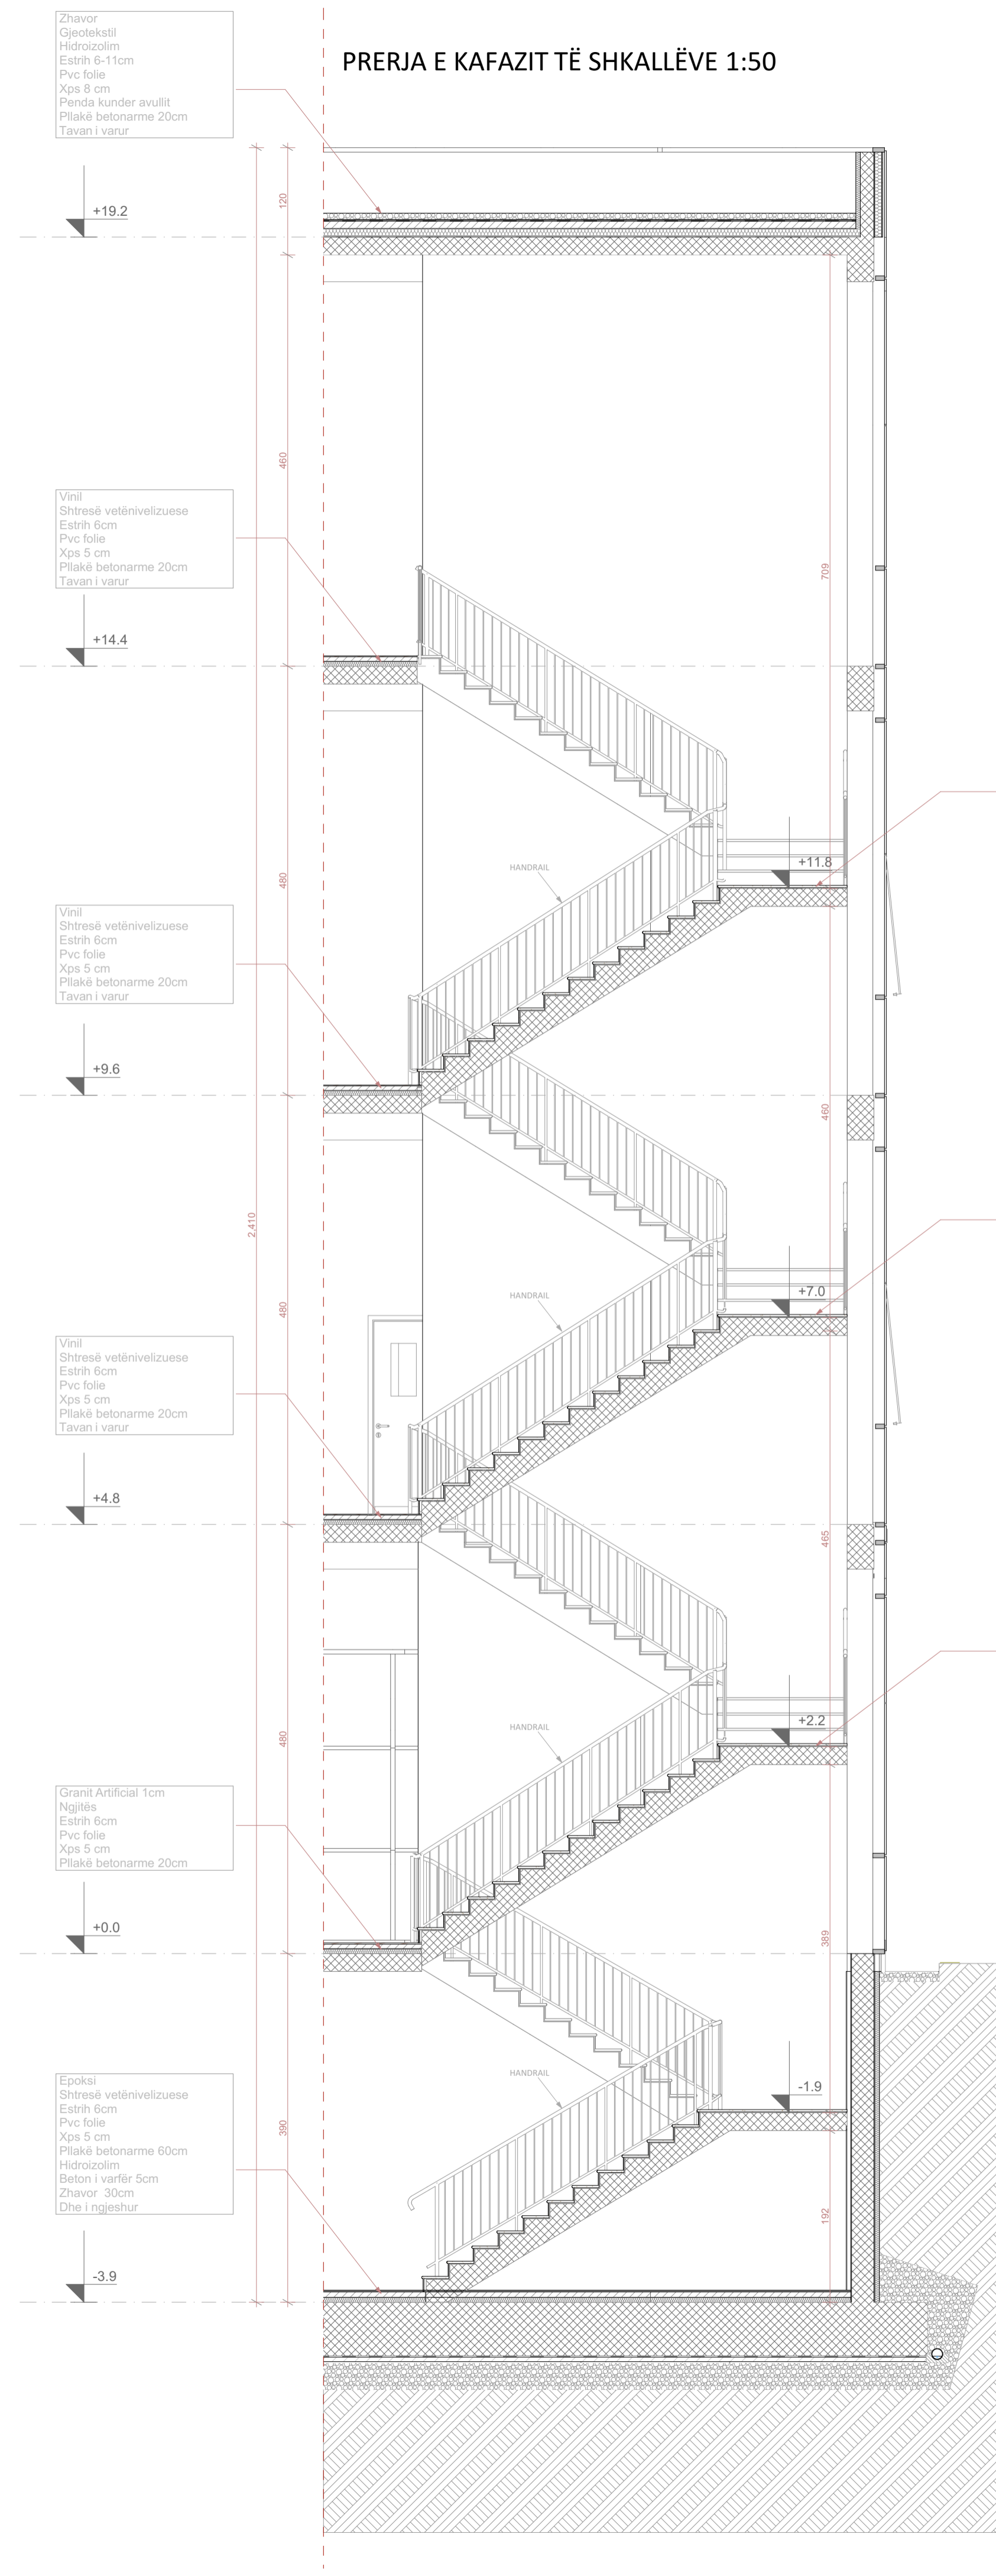 Zhavor
Gjeotekstil
Hidroizolim
Estrih 6-11cm
Pvc folie
Xps 8 cm
Penda kunder avullit
Pllakë betonarme 20cm
Tavan i varur
PRERJA E KAFAZIT TË SHKALLËVE 1:50
120
+19.2
460
Vinil
Shtresë vetënivelizuese
Estrih 6cm
Pvc folie
Xps 5 cm
Pllakë betonarme 20cm
Tavan i varur
709
+14.4
+11.8
HANDRAIL
480
Vinil
Shtresë vetënivelizuese
Estrih 6cm
Pvc folie
Xps 5 cm
Pllakë betonarme 20cm
Tavan i varur
+9.6
460
2,410
+7.0
HANDRAIL
480
Vinil
Shtresë vetënivelizuese
Estrih 6cm
Pvc folie
Xps 5 cm
Pllakë betonarme 20cm
Tavan i varur
+4.8
465
+2.2
HANDRAIL
480
Granit Artificial 1cm
Ngjitës
Estrih 6cm
Pvc folie
Xps 5 cm
Pllakë betonarme 20cm
+0.0
389
HANDRAIL
-1.9
390
Epoksi
Shtresë vetënivelizuese
Estrih 6cm
Pvc folie
Xps 5 cm
Pllakë betonarme 60cm
Hidroizolim
Beton i varfër 5cm
Zhavor 30cm
Dhe i ngjeshur
192
-3.9